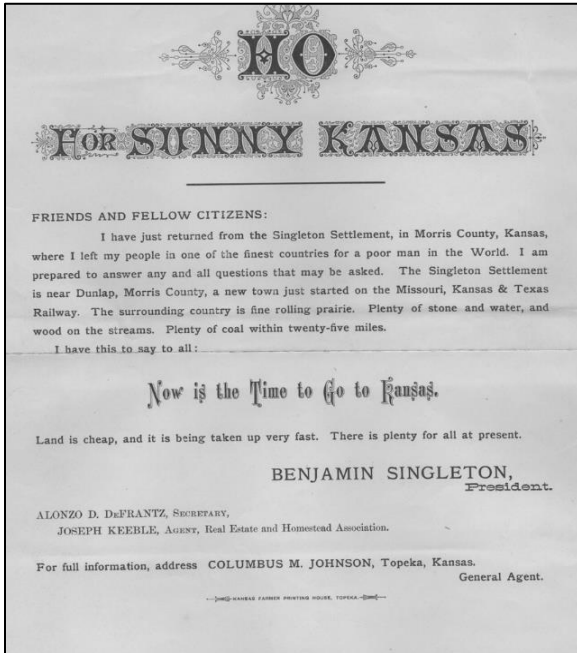 HO
FOR SUNNY KANSAS
FRIENDS AND FELLOW CITIZENS:
I have just returned from the Singleton Settlement, in Morris County, Kansas,
where I left my people in one of the finest countries for a poor man in the World. I am
prepared to answer any and all questions that may be asked. The Singleton Settlement
is near Dunlap, Morris County, a new town just started on the Missouri, Kansas & Texas
Railway. The surrounding country is fine rolling prairie. Plenty of stone and water, and
wood on the streams. Plenty of coal within twenty-five miles.
I have this to say to all:
Now is the Time to Go to Kansas.
Land is cheap, and it is being taken up very fast. There is plenty for all at present.
BENJAMIN SINGLETON,
President.
ALONZO D. DEFRANTZ, SECRETARY,
JOSEPH KEEBLE, AGENT, Real Estate and Homestead Association.
For full information, address COLUMBUS M. JOHNSON, Topeka, Kansas.
General Agent.
KANSAS FARMER PRINTING HOUSE, TOPEKA.